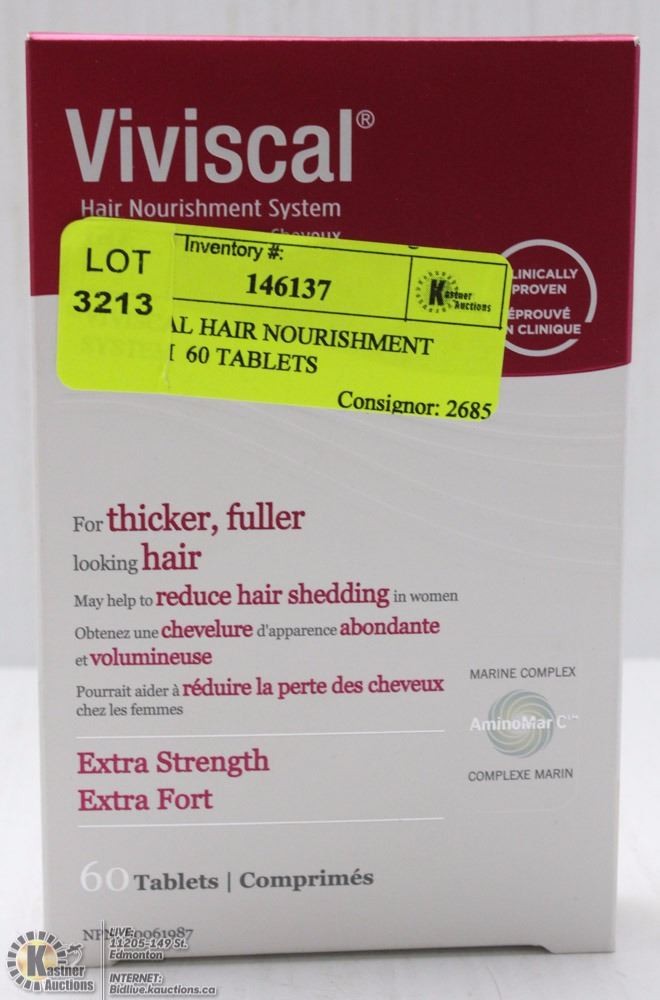 Viviscal®
Hair Nourishment System
LOT
3213
Inventory #:
146137
Kastner
Auctions
AL HAIR NOURISHMENT
60 TABLETS
Consignor: 2685
LINICALLY
PROVEN
ÉPROUVÉ
N CLINIQUE
For thicker, fuller
looking hair
May help to reduce hair shedding in women
Obtenez une chevelure d'apparence abondante
et volumineuse
Pourrait aider à réduire la perte des cheveux
chez les femmes
MARINE COMPLEX
AminoMar C™
COMPLEXE MARIN
Extra Strength
Extra Fort
60 Tablets | Comprimés
LIVE:
11205-149 St.
Edmonton
INTERNET:
Bidlive.kauctions.ca
Kastner
Auctions